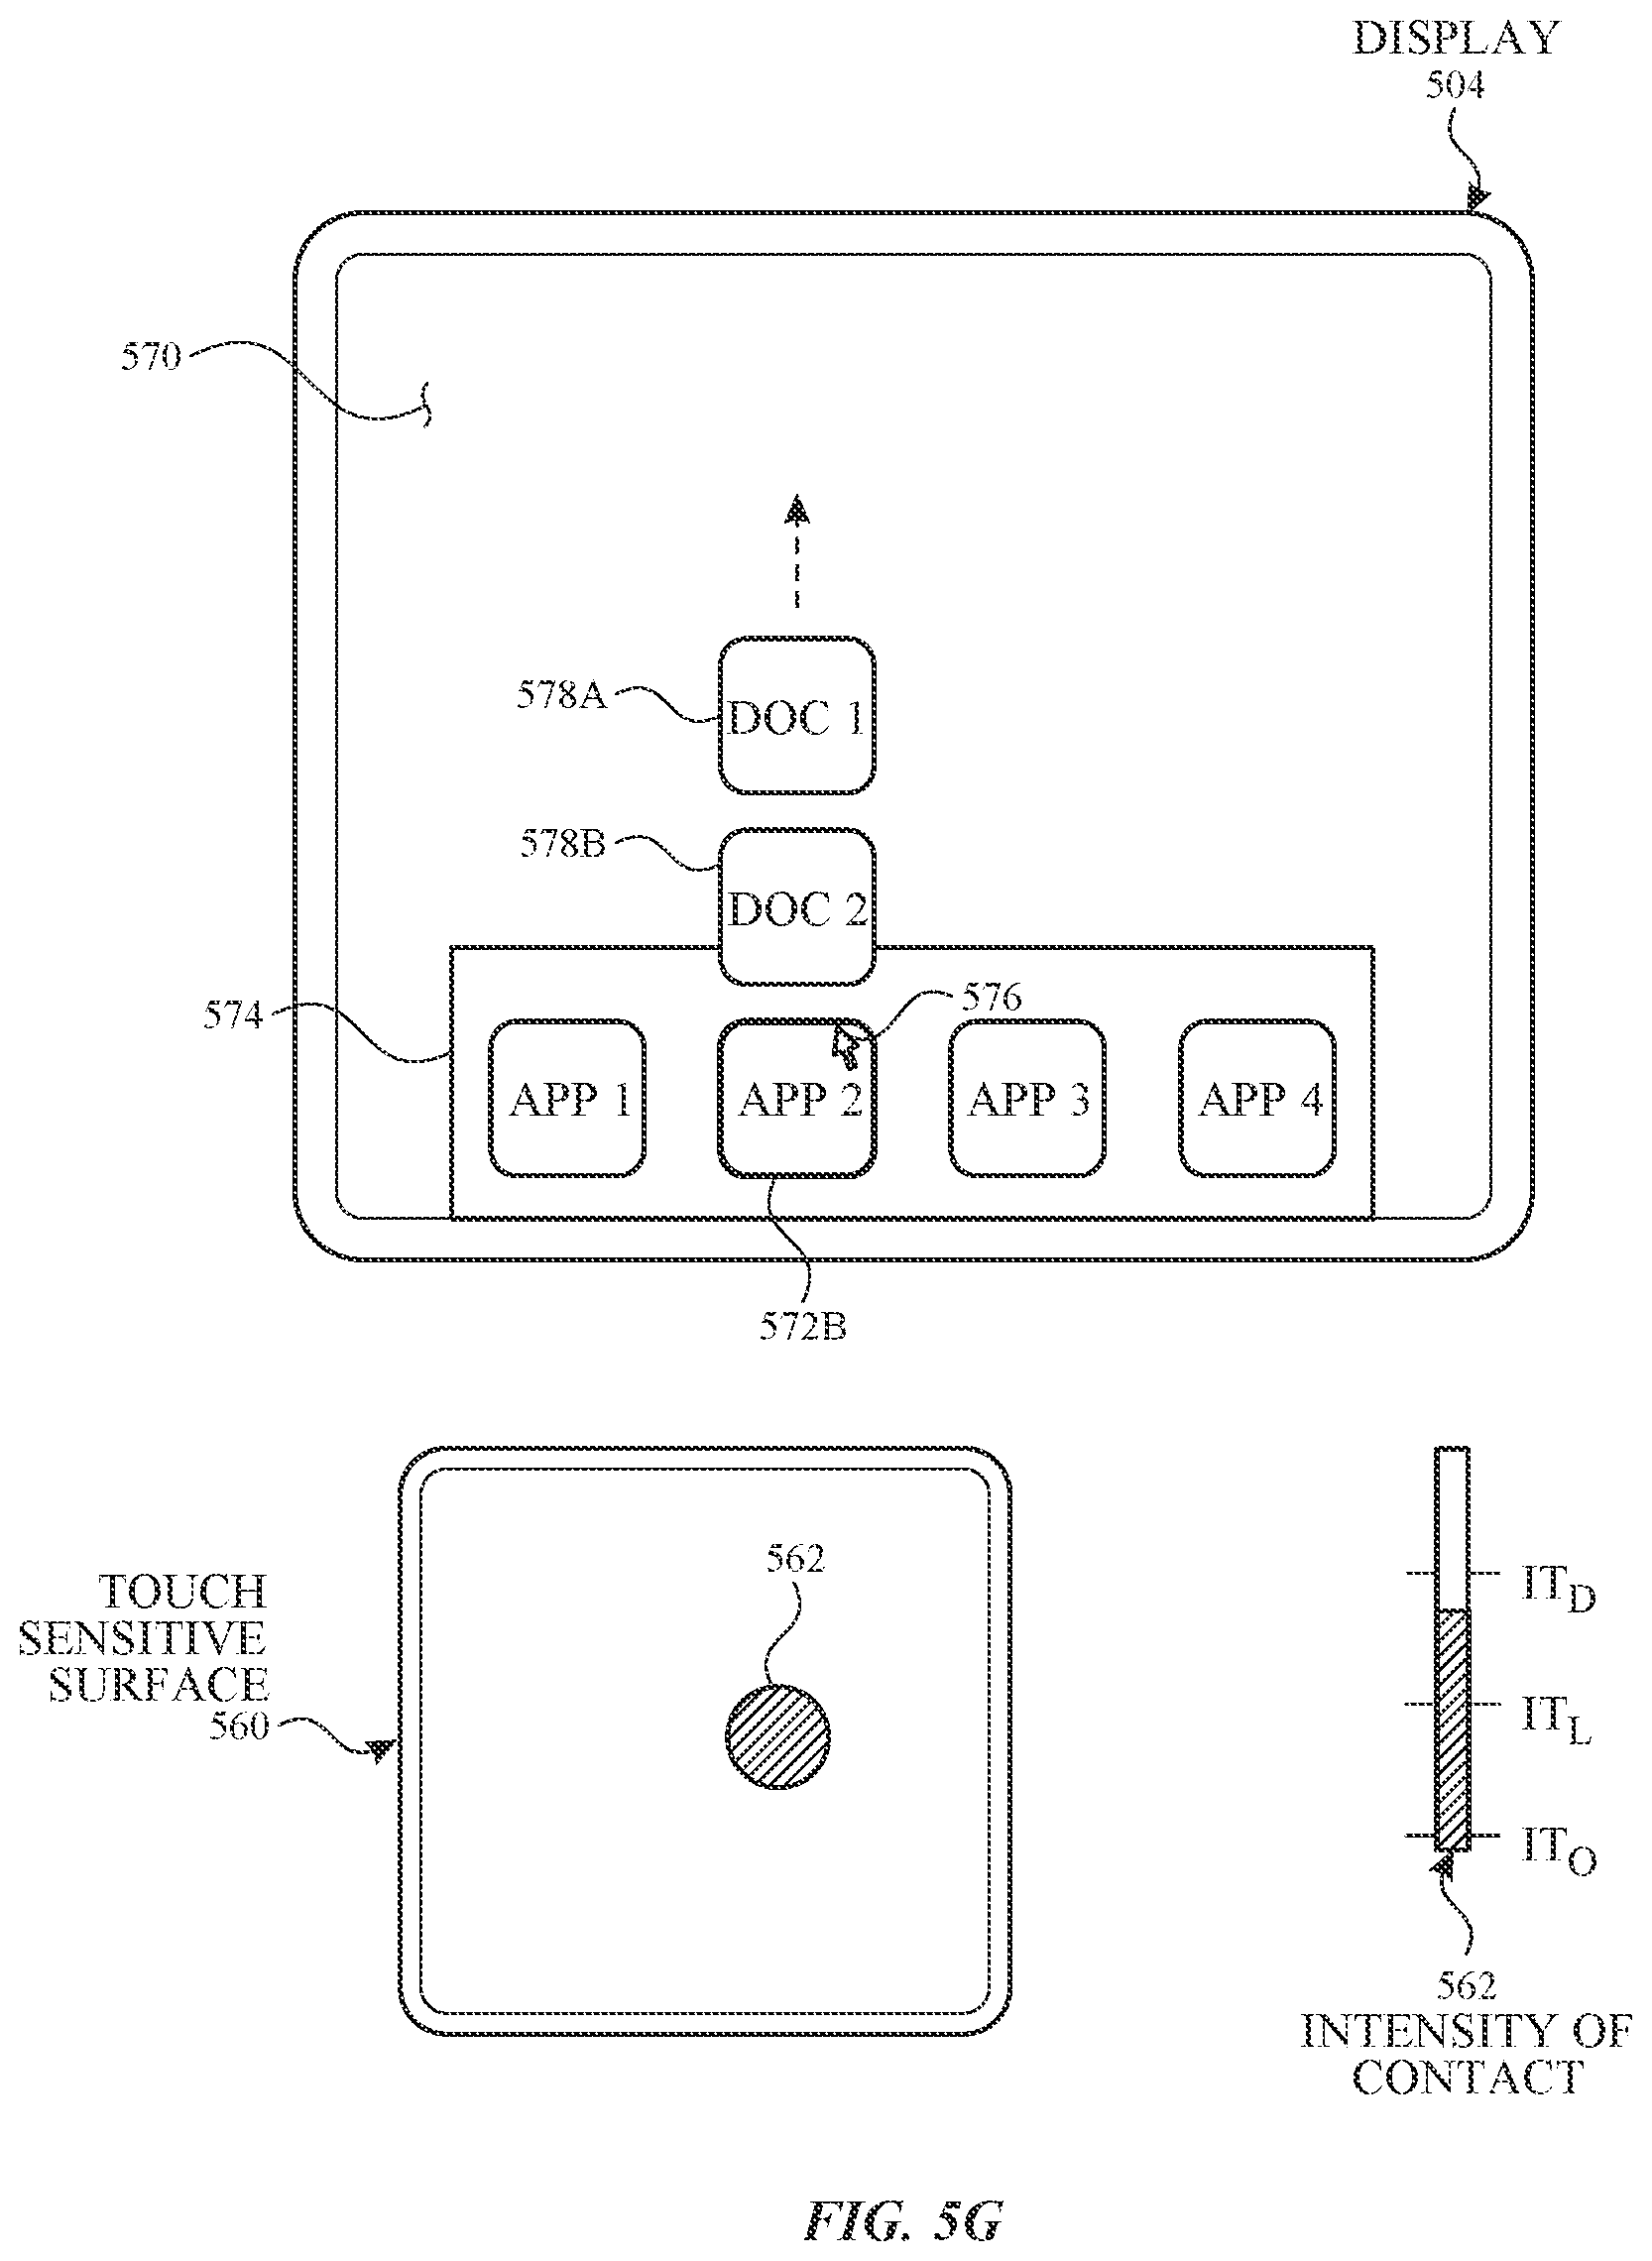 DISPLAY
504
570
578A
DOC 1
578B
DOC 2
574
576
APP 1
APP 2
APP 3
APP 4
572B
562
TOUCH
SENSITIVE
SURFACE
560
IT_D
IT_L
IT_O
562
INTENSITY OF
CONTACT
FIG. 5G